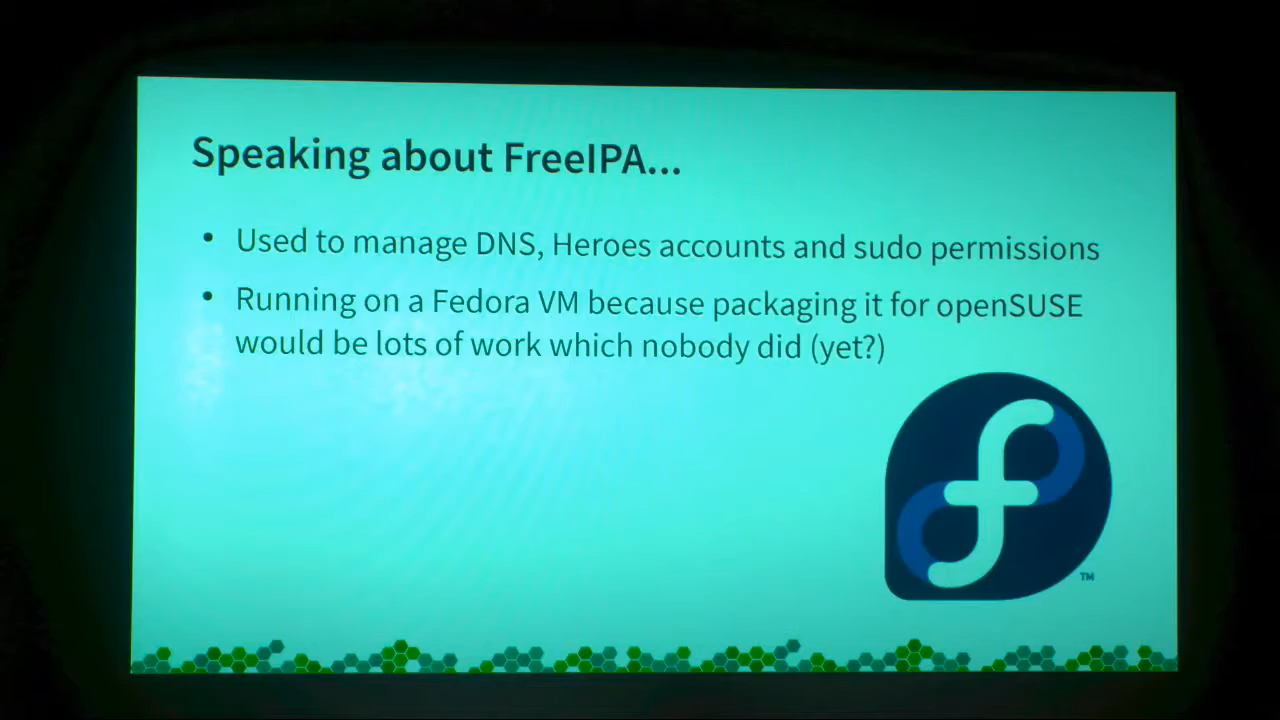 Speaking about FreeIPA...
• Used to manage DNS, Heroes accounts and sudo permissions
• Running on a Fedora VM because packaging it for openSUSE
would be lots of work which nobody did (yet?)
TM